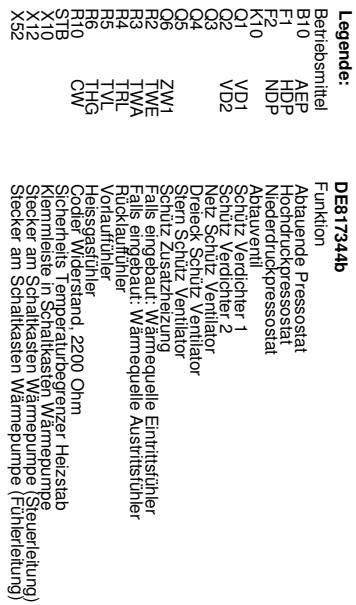 Legende: DE817344b
Betriebsmittel Funktion
B10 AEP Abtauende Pressostat
F1 HDP Hochdruckpressostat
F2 NDP Niederdruckpressostat
K10 Abtauventil
Q1 VD1 Schütz Verdichter 1
Q2 VD2 Schütz Verdichter 2
Q3 Netz Schütz Ventilator
Q4 Dreieck Schütz Ventilator
Q5 Stern Schütz Ventilator
Q6 ZW1 Schütz Zusatzheizung
R2 TWE Falls eingebaut: Wärmequelle Eintrittsfühler
R3 TWA Falls eingebaut: Wärmequelle Austrittsfühler
R4 TRL Rücklauffühler
R5 TVL Vorlauffühler
R6 THG Heissgasfühler
R10 CW Codier Widerstand, 2200 Ohm
STB Sicherheits Temperaturbegrenzer Heizstab
X10 Klemmleiste in Schaltkasten Wärmepumpe
X12 Stecker am Schaltkasten Wärmepumpe (Steuerleitung)
X52 Stecker am Schaltkasten Wärmepumpe (Fühlerleitung)